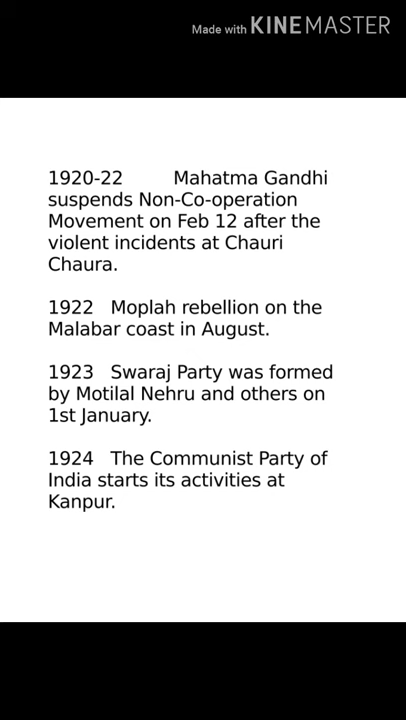 Made with KINEMASTER
1920-22 Mahatma Gandhi
suspends Non-Co-operation
Movement on Feb 12 after the
violent incidents at Chauri
Chaura.
1922 Moplah rebellion on the
Malabar coast in August.
1923 Swaraj Party was formed
by Motilal Nehru and others on
1st January.
1924 The Communist Party of
India starts its activities at
Kanpur.